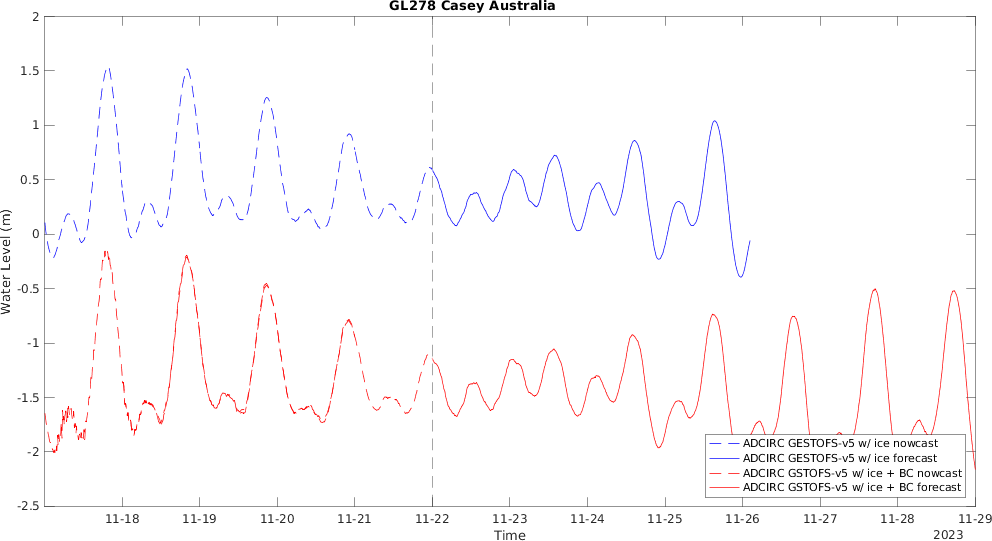 GL278 Casey Australia
Water Level (m)
2
1.5
1
0.5
0
-0.5
-1
-1.5
-2
-2.5
ADCIRC GESTOFS-v5 w/ ice nowcast
ADCIRC GESTOFS-v5 w/ ice forecast
ADCIRC GSTOFS-v5 w/ ice + BC nowcast
ADCIRC GSTOFS-v5 w/ ice + BC forecast
11-18 11-19 11-20 11-21 11-22 11-23 11-24 11-25 11-26 11-27 11-28 11-29
Time
2023